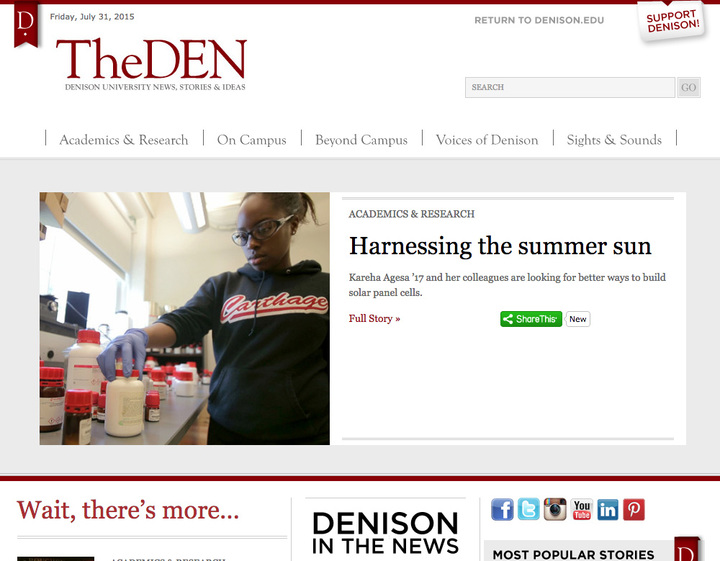 D.
Friday, July 31, 2015
RETURN TO DENISON.EDU
SUPPORT
DENISON!
TheDEN
DENISON UNIVERSITY NEWS, STORIES & IDEAS
SEARCH
GO
Academics & Research
On Campus
Beyond Campus
Voices of Denison
Sights & Sounds
Carthage
ACADEMICS & RESEARCH
Harnessing the summer sun
Kareha Agesa '17 and her colleagues are looking for better ways to build
solar panel cells.
Full Story »
ShareThis
New
Wait, there's more...
ACADEMICS & RESEARCH
DENISON
IN THE NEWS
You
Tube
MOST POPULAR STORIES
D